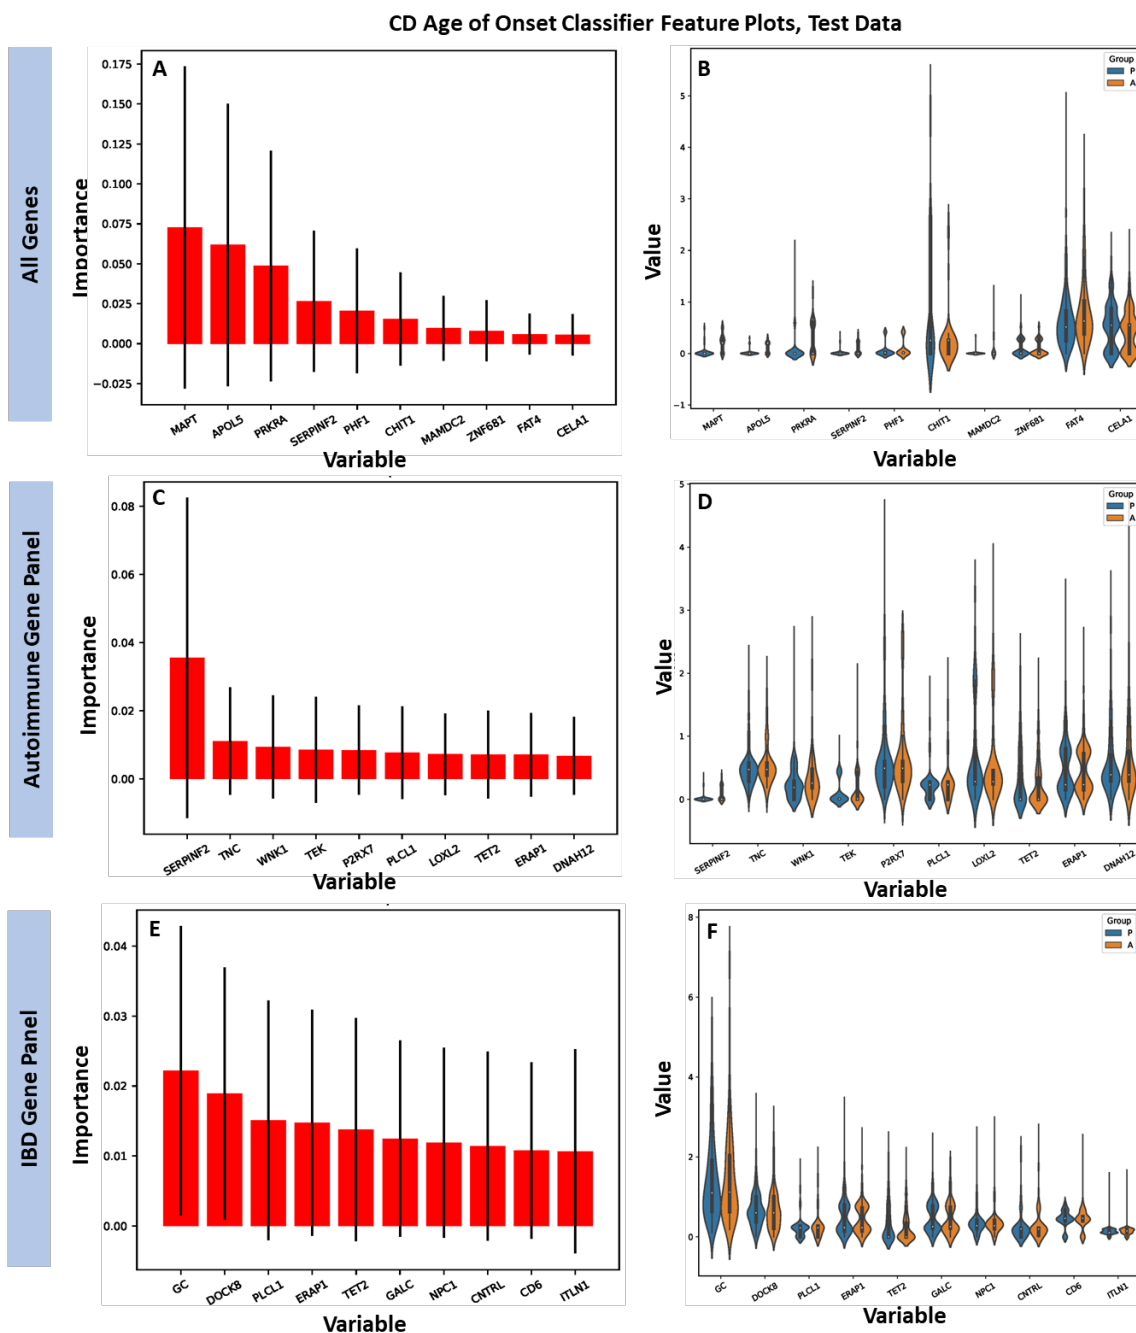 CD Age of Onset Classifier Feature Plots, Test Data
All Genes
A
Importance
0.175
0.150
0.125
0.100
0.075
0.050
0.025
0.000
−0.025
MAPT APOL5 PRKRA SERPINF2 PHF1 CHIT1 MAMDC2 ZNF681 FAT4 CELA1
Variable
B
Group
P
A
Value
5
4
3
2
1
0
−1
MAPT APOL5 PRKRA SERPINF2 PHF1 CHIT1 MAMDC2 ZNF681 FAT4 CELA1
Variable
Autoimmune Gene Panel
C
Importance
0.08
0.06
0.04
0.02
0.00
SERPINF2 TNC WNK1 TEK P2RX7 PLCL1 LOXL2 TET2 ERAP1 DNAH12
Variable
D
Group
P
A
Value
5
4
3
2
1
0
SERPINF2 TNC WNK1 TEK P2RX7 PLCL1 LOXL2 TET2 ERAP1 DNAH12
Variable
IBD Gene Panel
E
Importance
0.04
0.03
0.02
0.01
0.00
GC DOCK8 PLCL1 ERAP1 TET2 GALC NPC1 CNTRL CD6 ITLN1
Variable
F
Group
P
A
Value
8
6
4
2
0
GC DOCK8 PLCL1 ERAP1 TET2 GALC NPC1 CNTRL CD6 ITLN1
Variable